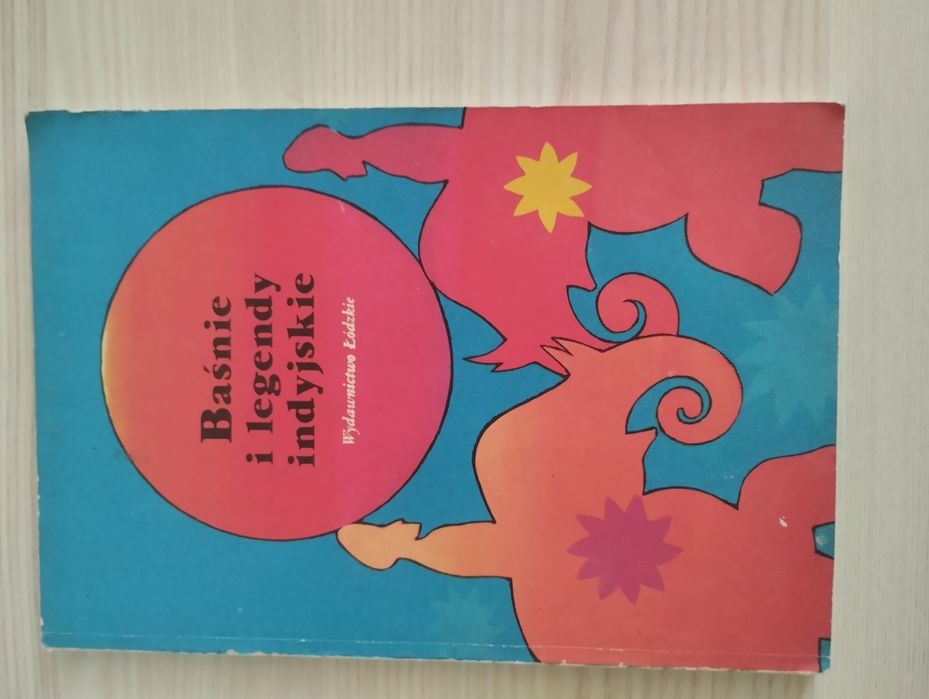 Baśnie
i legendy
indyjskie
Wydawnictwo Łódzkie